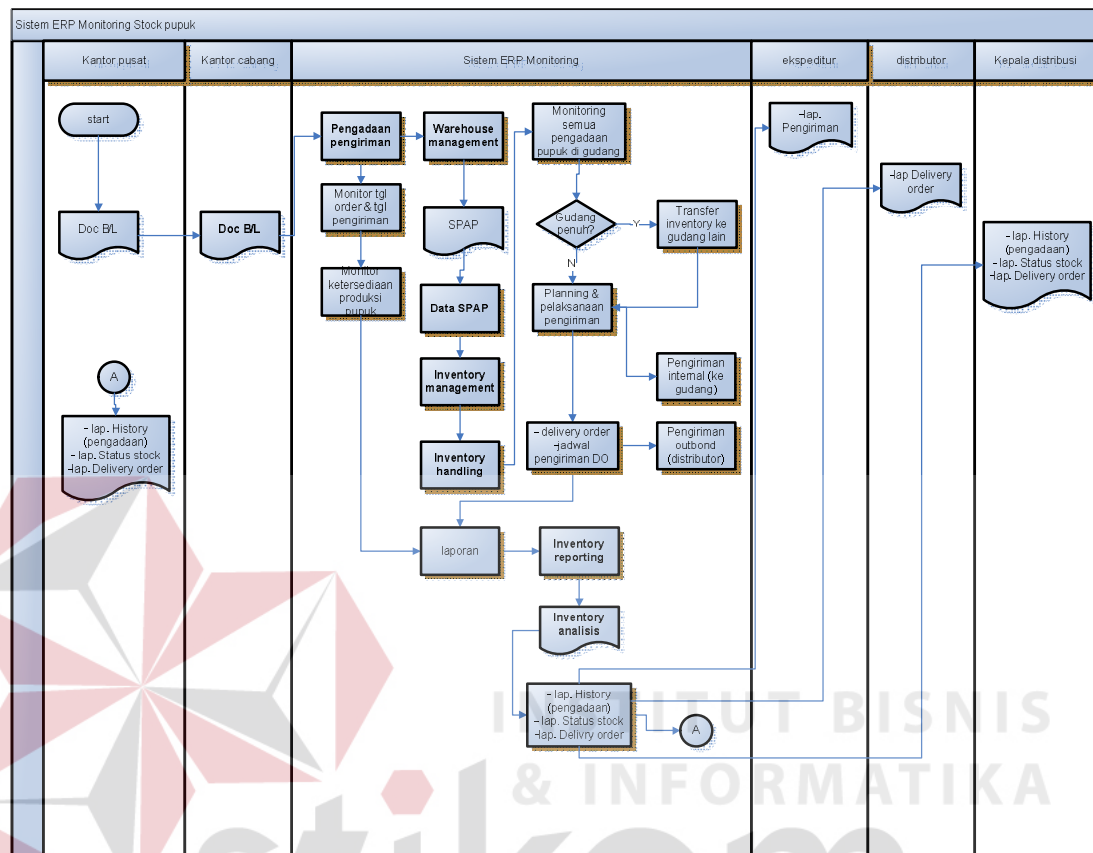 Sistem ERP Monitoring Stock pupuk
Kantor pusat
Kantor cabang
Sistem ERP Monitoring
ekspeditur
distributor
Kepala distribusi
start
Doc B/L
A
- lap. History
(pengadaan)
- lap. Status stock
-lap. Delivery order
Doc B/L
Pengadaan
pengiriman
Monitor tgl
order & tgl
pengiriman
Monitor
ketersediaan
produksi
pupuk
Warehouse
management
SPAP
Data SPAP
Inventory
management
Inventory
handling
Monitoring
semua
pengadaan
pupuk di gudang
Gudang
penuh?
Y
N
Transfer
inventory ke
gudang lain
Planning &
pelaksanaan
pengiriman
Pengiriman
internal (ke
gudang)
- delivery order
-jadwal
pengiriman DO
Pengiriman
outbond
(distributor)
laporan
Inventory
reporting
Inventory
analisis
- lap. History
(pengadaan)
- lap. Status stock
-lap. Delivry order
A
-lap.
Pengiriman
-lap Delivery
order
- lap. History
(pengadaan)
- lap. Status stock
-lap. Delivery order
INSTITUT BISNIS
& INFORMATIKA
stikom